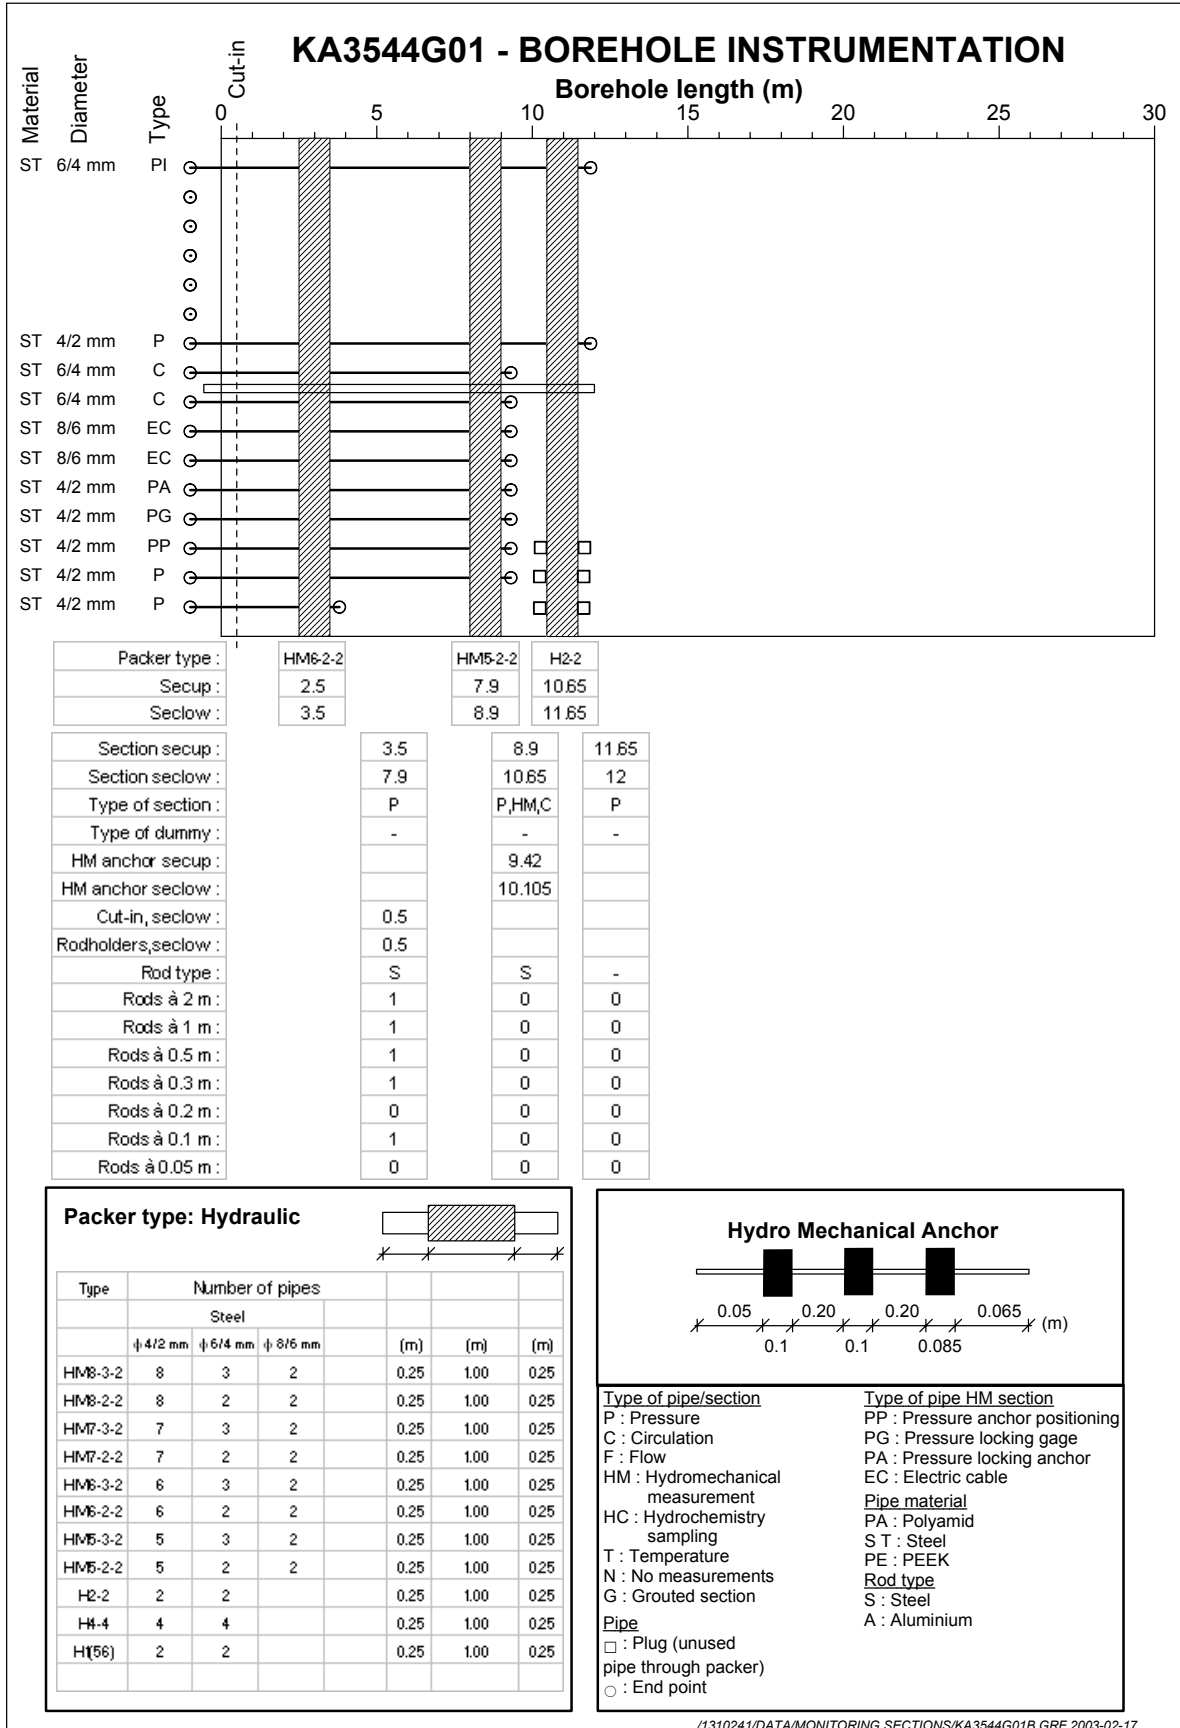 KA3544G01 - BOREHOLE INSTRUMENTATION
Borehole length (m)
Material Diameter Type Cut-in
0 5 10 15 20 25 30
ST 6/4 mm PI
ST 4/2 mm P
ST 6/4 mm C
ST 6/4 mm C
ST 8/6 mm EC
ST 8/6 mm EC
ST 4/2 mm PA
ST 4/2 mm PG
ST 4/2 mm PP
ST 4/2 mm P
ST 4/2 mm P
Packer type : HM6-2-2 HM5-2-2 H2-2
Secup : 2.5 7.9 10.65
Seclow : 3.5 8.9 11.65
Section secup : 3.5 8.9 11.65
Section seclow : 7.9 10.65 12
Type of section : P P,HM,C P
Type of dummy : - - -
HM anchor secup : 9.42
HM anchor seclow : 10.105
Cut-in, seclow : 0.5
Rodholders,seclow : 0.5
Rod type : S S -
Rods à 2 m : 1 0 0
Rods à 1 m : 1 0 0
Rods à 0.5 m : 1 0 0
Rods à 0.3 m : 1 0 0
Rods à 0.2 m : 0 0 0
Rods à 0.1 m : 1 0 0
Rods à 0.05 m : 0 0 0
Packer type: Hydraulic
Type Number of pipes
Steel
ϕ 4/2 mm ϕ 6/4 mm ϕ 8/6 mm (m) (m) (m)
HM8-3-2 8 3 2 0.25 1.00 0.25
HM8-2-2 8 2 2 0.25 1.00 0.25
HM7-3-2 7 3 2 0.25 1.00 0.25
HM7-2-2 7 2 2 0.25 1.00 0.25
HM6-3-2 6 3 2 0.25 1.00 0.25
HM6-2-2 6 2 2 0.25 1.00 0.25
HM5-3-2 5 3 2 0.25 1.00 0.25
HM5-2-2 5 2 2 0.25 1.00 0.25
H2-2 2 2 0.25 1.00 0.25
H4-4 4 4 0.25 1.00 0.25
H1(56) 2 2 0.25 1.00 0.25
Hydro Mechanical Anchor
0.05 0.20 0.20 0.065 (m)
0.1 0.1 0.085
Type of pipe/section
P : Pressure
C : Circulation
F : Flow
HM : Hydromechanical
measurement
HC : Hydrochemistry
sampling
T : Temperature
N : No measurements
G : Grouted section
Pipe
□ : Plug (unused
pipe through packer)
○ : End point
Type of pipe HM section
PP : Pressure anchor positioning
PG : Pressure locking gage
PA : Pressure locking anchor
EC : Electric cable
Pipe material
PA : Polyamid
S T : Steel
PE : PEEK
Rod type
S : Steel
A : Aluminium
/1310241/DATA/MONITORING SECTIONS/KA3544G01B.GRF 2003-02-17